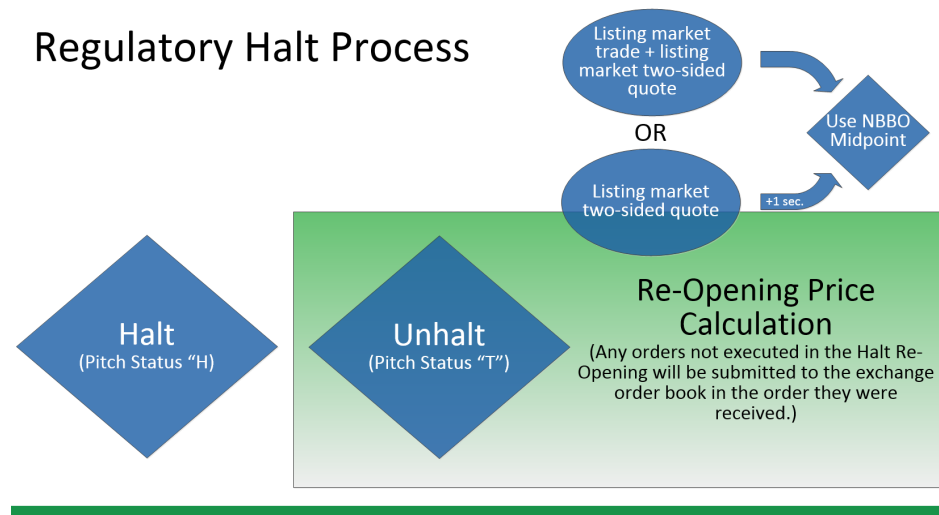 Regulatory Halt Process
Listing market
trade + listing
market two-sided
quote
OR
Use NBBO
Midpoint
Listing market
two-sided quote
+1 sec.
Halt
(Pitch Status “H)
Unhalt
(Pitch Status “T”)
Re-Opening Price
Calculation
(Any orders not executed in the Halt Re-
Opening will be submitted to the exchange
order book in the order they were
received.)